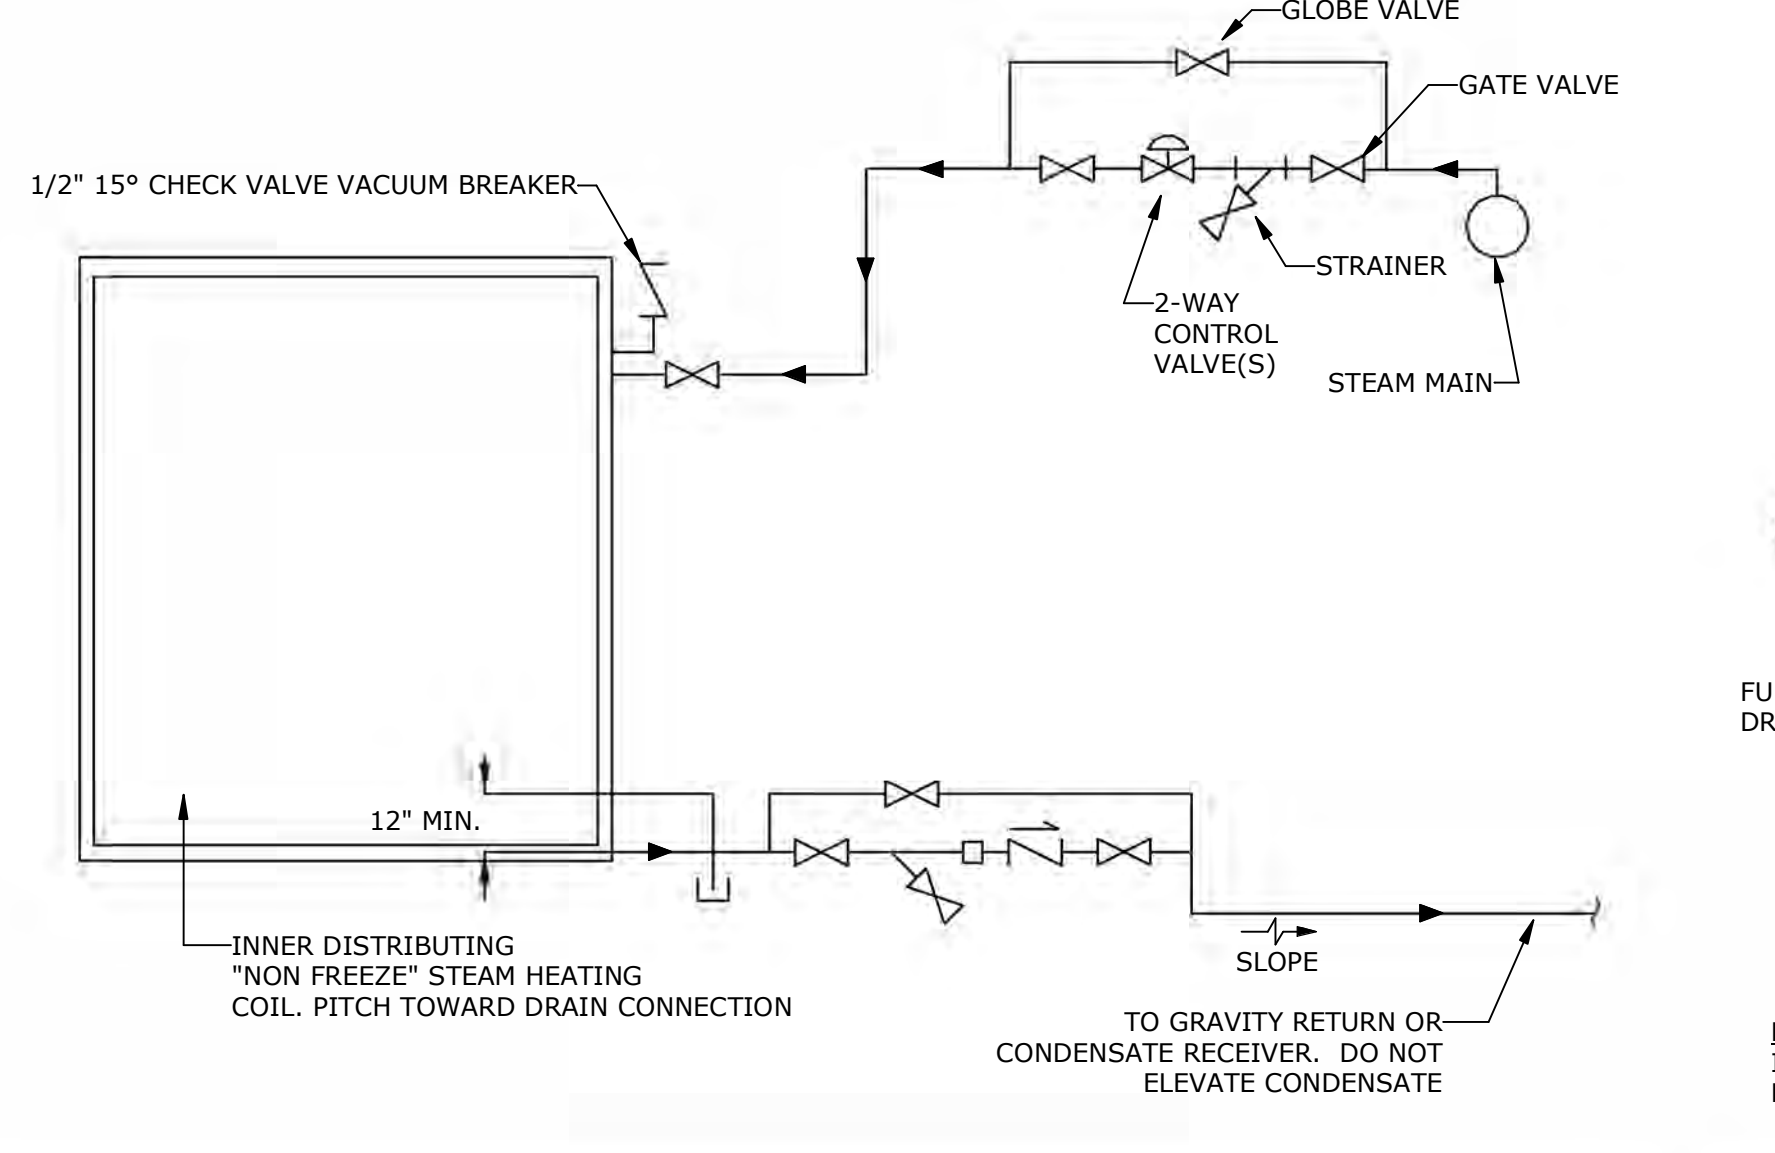 GLOBE VALVE
GATE VALVE
1/2" 15° CHECK VALVE VACUUM BREAKER
STRAINER
2-WAY
CONTROL
VALVE(S)
STEAM MAIN
FU
DR
12" MIN.
INNER DISTRIBUTING
"NON FREEZE" STEAM HEATING
COIL. PITCH TOWARD DRAIN CONNECTION
SLOPE
TO GRAVITY RETURN OR
CONDENSATE RECEIVER. DO NOT
ELEVATE CONDENSATE